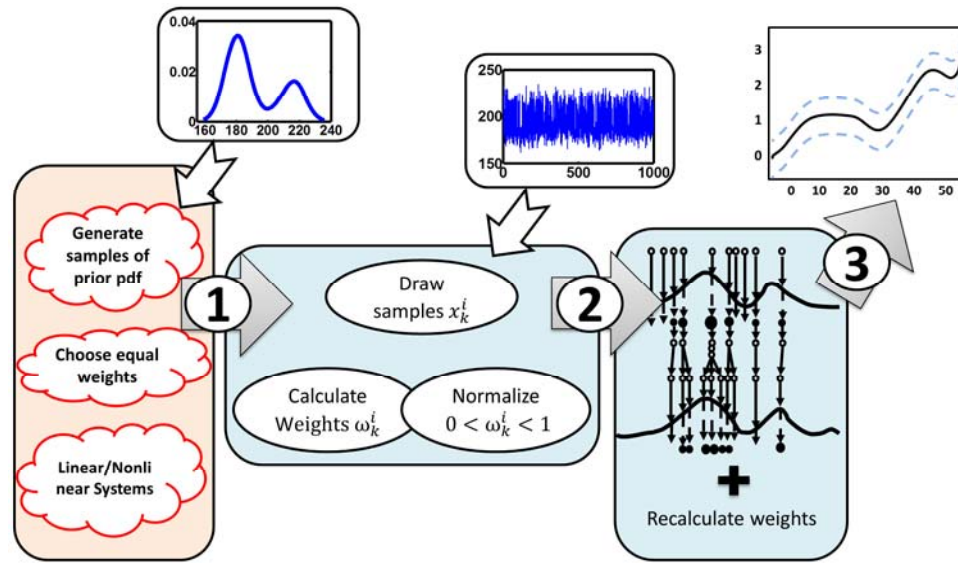 0.04
0.02
0
160 180 200 220 240
250
200
150
0 500 1000
3
2
1
0
0 10 20 30 40 50
Generate
samples of
prior pdf
Choose equal
weights
Linear/Nonli
near Systems
1
Draw
samples $x_k^i$
Calculate
Weights $\omega_k^i$
Normalize
$0 < \omega_k^i < 1$
2
+
Recalculate weights
3